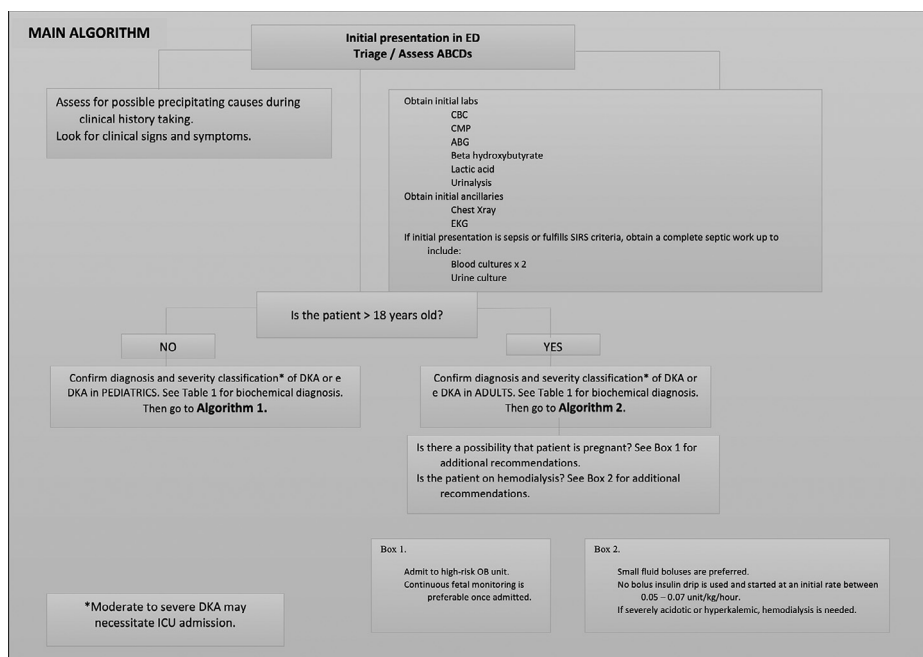 MAIN ALGORITHM
Initial presentation in ED
Triage / Assess ABCDs
Assess for possible precipitating causes during
clinical history taking.
Look for clinical signs and symptoms.
Obtain initial labs
CBC
CMP
ABG
Beta hydroxybutyrate
Lactic acid
Urinalysis
Obtain initial ancillaries
Chest Xray
EKG
If initial presentation is sepsis or fulfills SIRS criteria, obtain a complete septic work up to
include:
Blood cultures x 2
Urine culture
Is the patient > 18 years old?
NO
YES
Confirm diagnosis and severity classification* of DKA or e
DKA in PEDIATRICS. See Table 1 for biochemical diagnosis.
Then go to Algorithm 1.
Confirm diagnosis and severity classification* of DKA or
e DKA in ADULTS. See Table 1 for biochemical diagnosis.
Then go to Algorithm 2.
Is there a possibility that patient is pregnant? See Box 1 for
additional recommendations.
Is the patient on hemodialysis? See Box 2 for additional
recommendations.
Box 1.
Admit to high-risk OB unit.
Continuous fetal monitoring is
preferable once admitted.
Box 2.
Small fluid boluses are preferred.
No bolus insulin drip is used and started at an initial rate between
0.05 – 0.07 unit/kg/hour.
If severely acidotic or hyperkalemic, hemodialysis is needed.
*Moderate to severe DKA may
necessitate ICU admission.